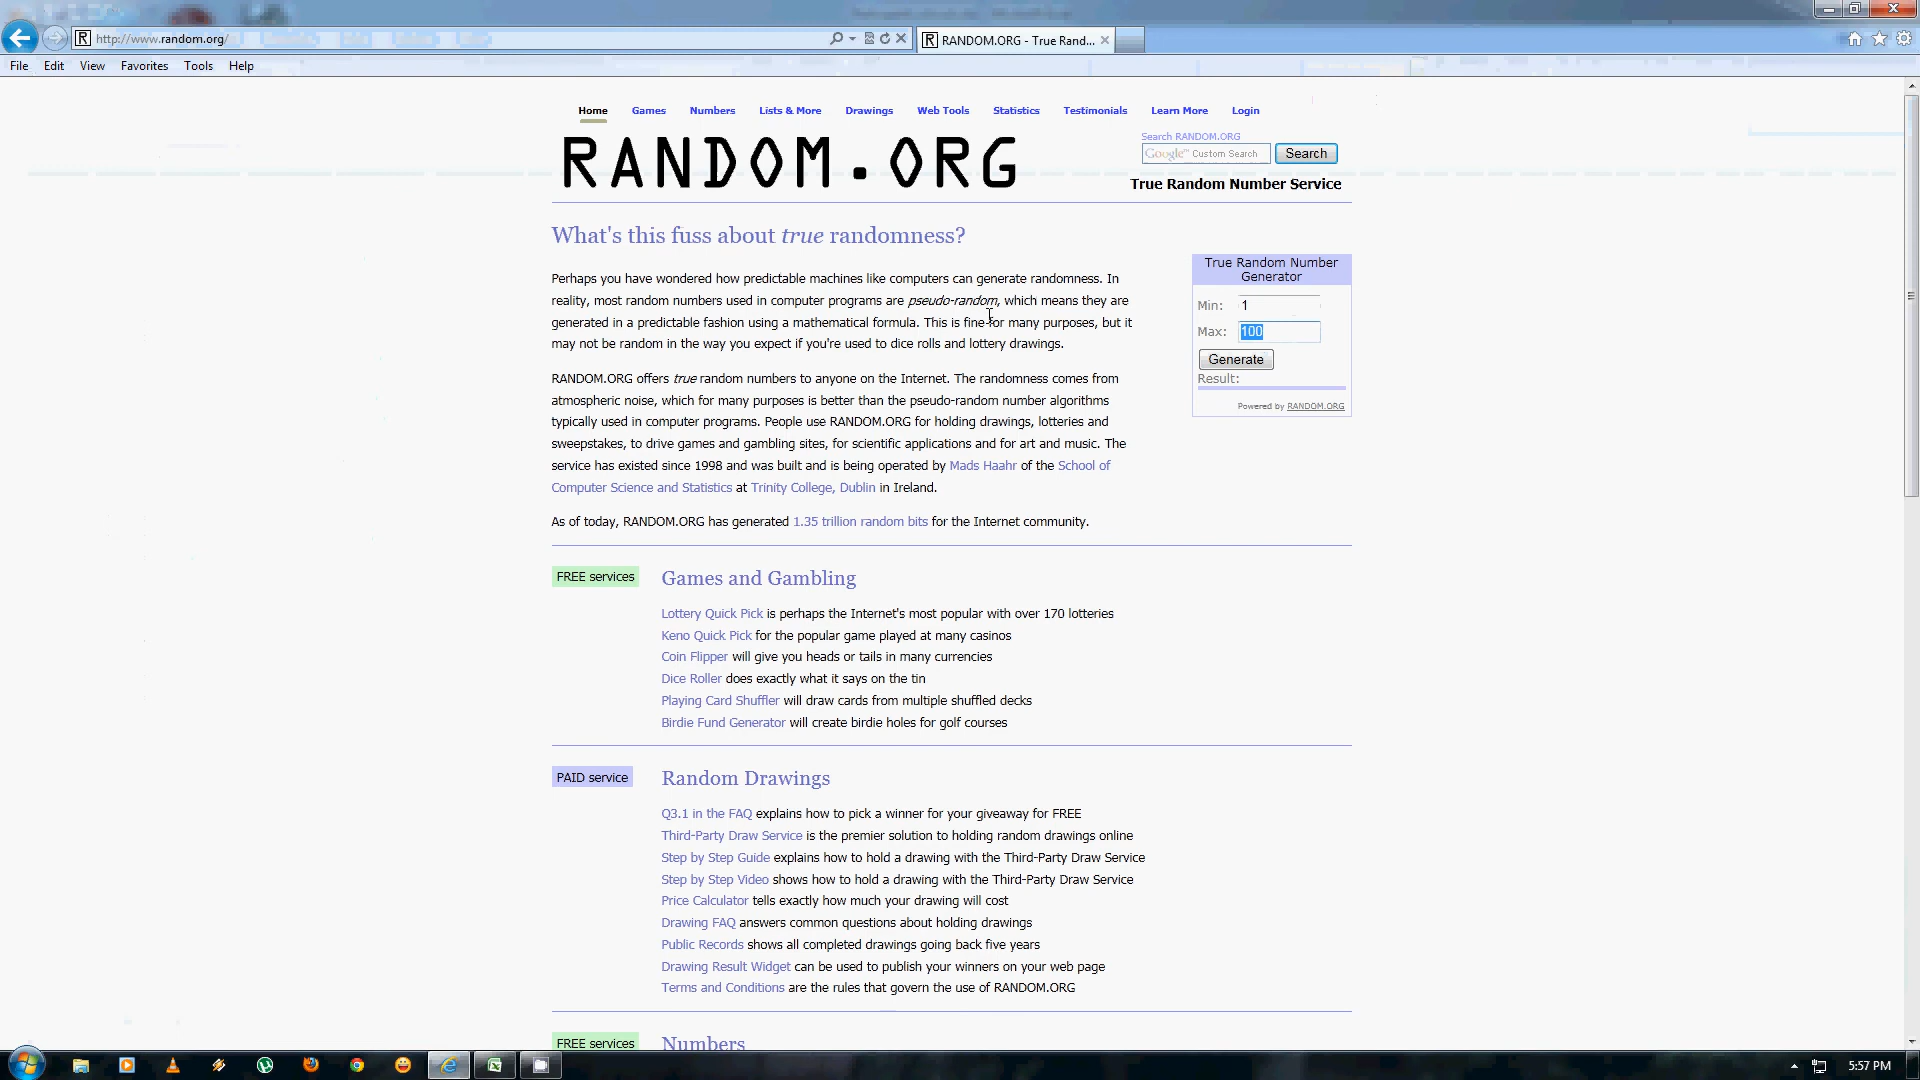 http://www.random.org/
RANDOM.ORG - True Rand...
File Edit View Favorites Tools Help
Home Games Numbers Lists & More Drawings Web Tools Statistics Testimonials Learn More Login
RANDOM.ORG
Search RANDOM.ORG
Google™ Custom Search Search
True Random Number Service
What's this fuss about true randomness?
Perhaps you have wondered how predictable machines like computers can generate randomness. In
reality, most random numbers used in computer programs are pseudo-random, which means they are
generated in a predictable fashion using a mathematical formula. This is fine for many purposes, but it
may not be random in the way you expect if you're used to dice rolls and lottery drawings.
RANDOM.ORG offers true random numbers to anyone on the Internet. The randomness comes from
atmospheric noise, which for many purposes is better than the pseudo-random number algorithms
typically used in computer programs. People use RANDOM.ORG for holding drawings, lotteries and
sweepstakes, to drive games and gambling sites, for scientific applications and for art and music. The
service has existed since 1998 and was built and is being operated by Mads Haahr of the School of
Computer Science and Statistics at Trinity College, Dublin in Ireland.
As of today, RANDOM.ORG has generated 1.35 trillion random bits for the Internet community.
True Random Number
Generator
Min: 1
Max: 100
Generate
Result:
Powered by RANDOM.ORG
FREE services
Games and Gambling
Lottery Quick Pick is perhaps the Internet's most popular with over 170 lotteries
Keno Quick Pick for the popular game played at many casinos
Coin Flipper will give you heads or tails in many currencies
Dice Roller does exactly what it says on the tin
Playing Card Shuffler will draw cards from multiple shuffled decks
Birdie Fund Generator will create birdie holes for golf courses
PAID service
Random Drawings
Q3.1 in the FAQ explains how to pick a winner for your giveaway for FREE
Third-Party Draw Service is the premier solution to holding random drawings online
Step by Step Guide explains how to hold a drawing with the Third-Party Draw Service
Step by Step Video shows how to hold a drawing with the Third-Party Draw Service
Price Calculator tells exactly how much your drawing will cost
Drawing FAQ answers common questions about holding drawings
Public Records shows all completed drawings going back five years
Drawing Result Widget can be used to publish your winners on your web page
Terms and Conditions are the rules that govern the use of RANDOM.ORG
FREE services
Numbers
5:57 PM